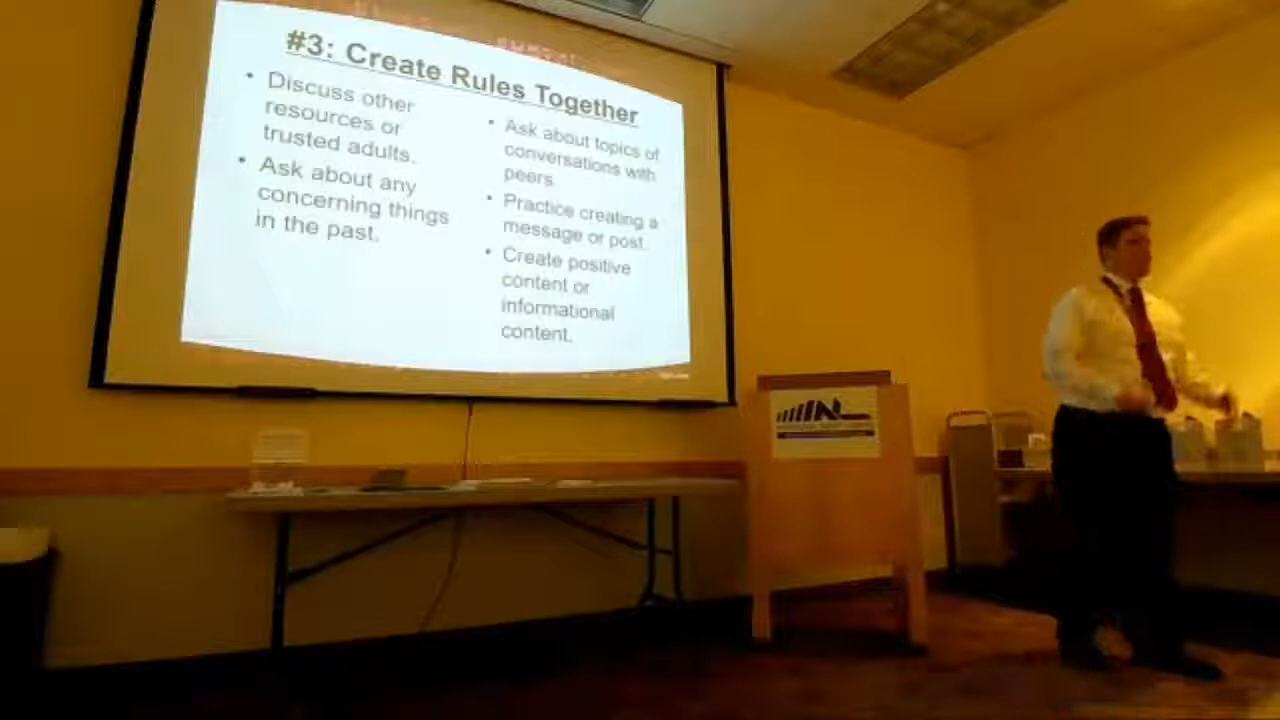 #3: Create Rules Together
• Discuss other
resources or
trusted adults.
• Ask about any
concerning things
in the past.
• Ask about topics of
conversations with
peers.
• Practice creating a
message or post.
• Create positive
content or
informational
content.